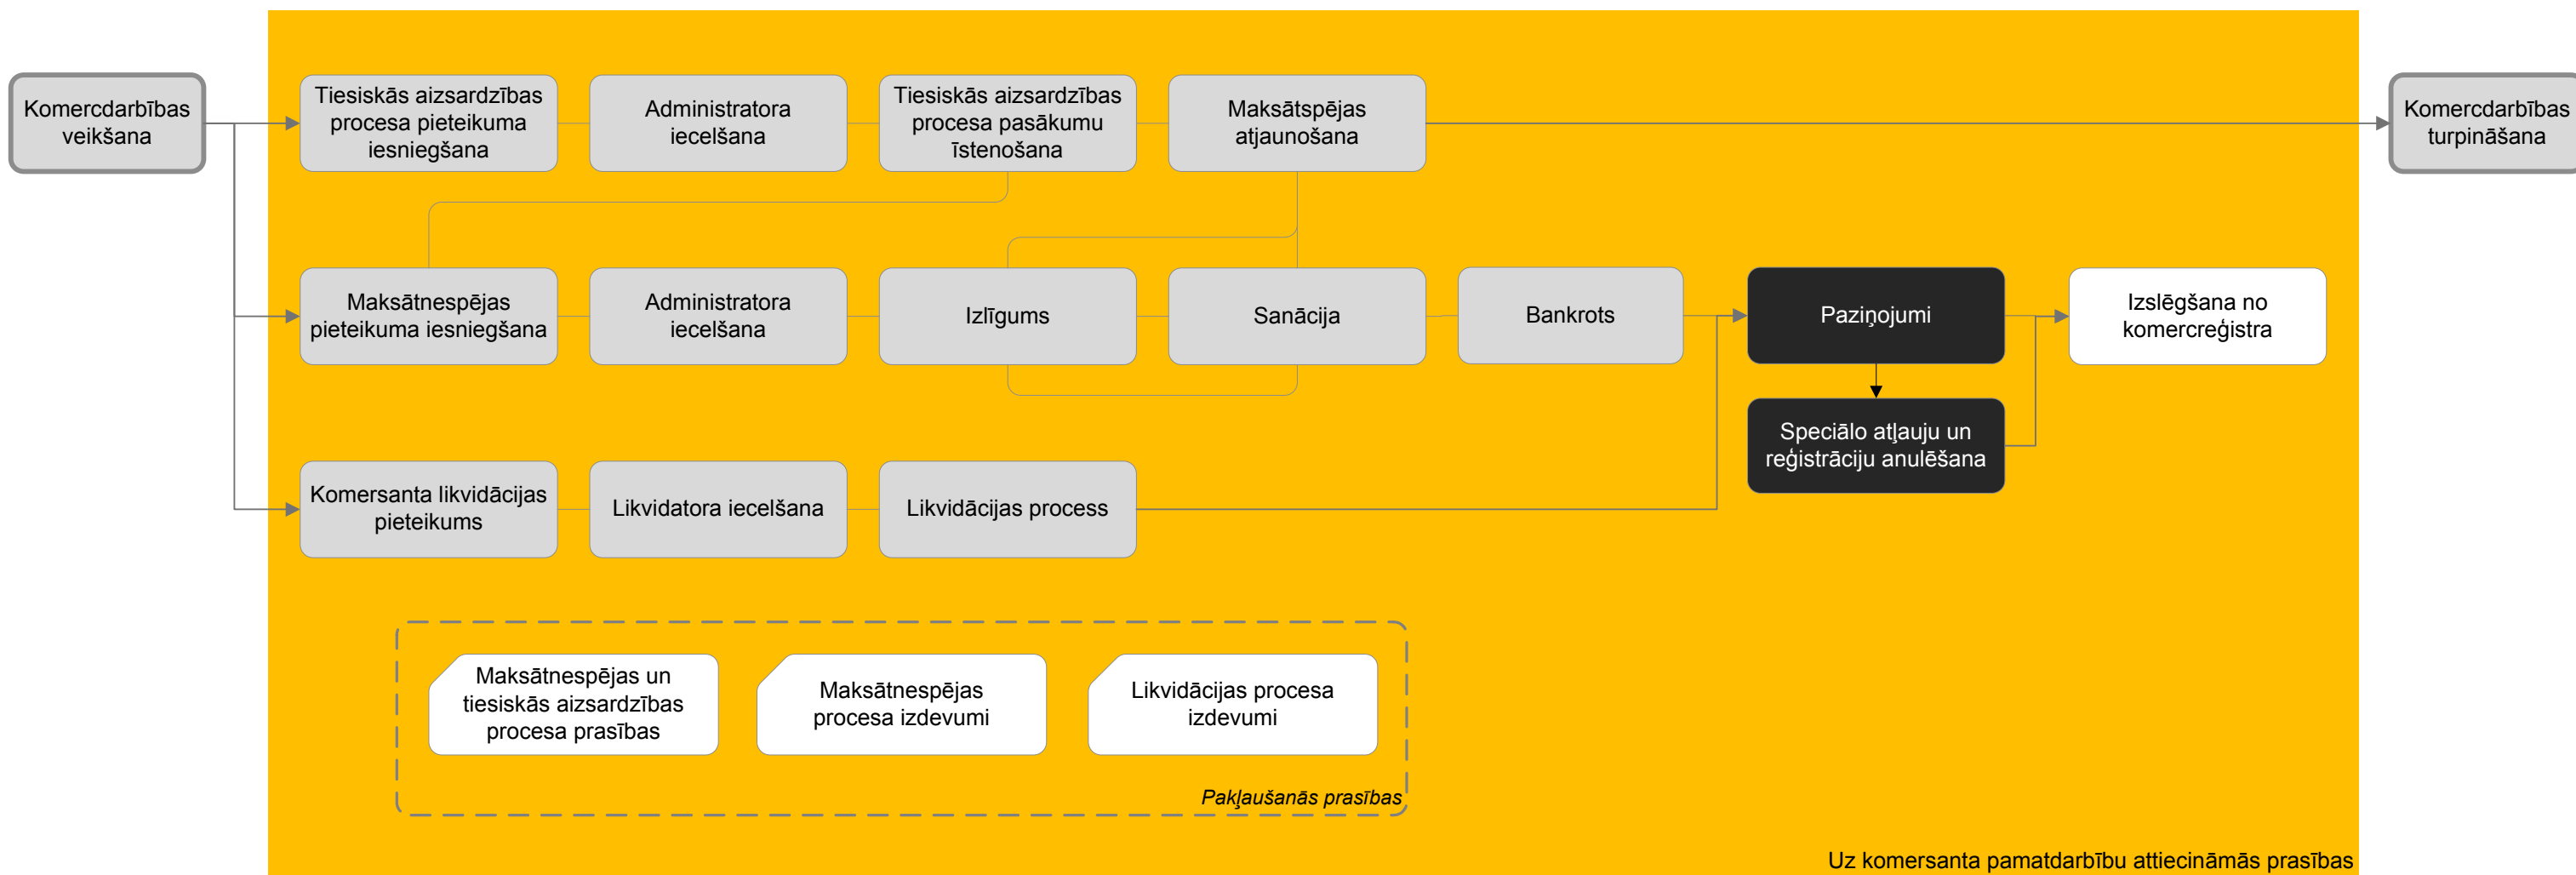 Komercdarbības
veikšana
Tiesiskās aizsardzības
procesa pieteikuma
iesniegšana
Administratora
iecelšana
Tiesiskās aizsardzības
procesa pasākumu
īstenošana
Maksātspējas
atjaunošana
Komercdarbības
turpināšana
Maksātnespējas
pieteikuma iesniegšana
Administratora
iecelšana
Izlīgums
Sanācija
Bankrots
Paziņojumi
Izslēgšana no
komercreģistra
Speciālo atļauju un
reģistrāciju anulēšana
Komersanta likvidācijas
pieteikums
Likvidatora iecelšana
Likvidācijas process
Maksātnespējas un
tiesiskās aizsardzības
procesa prasības
Maksātnespējas
procesa izdevumi
Likvidācijas procesa
izdevumi
Pakļaušanās prasības
Uz komersanta pamatdarbību attiecināmās prasības